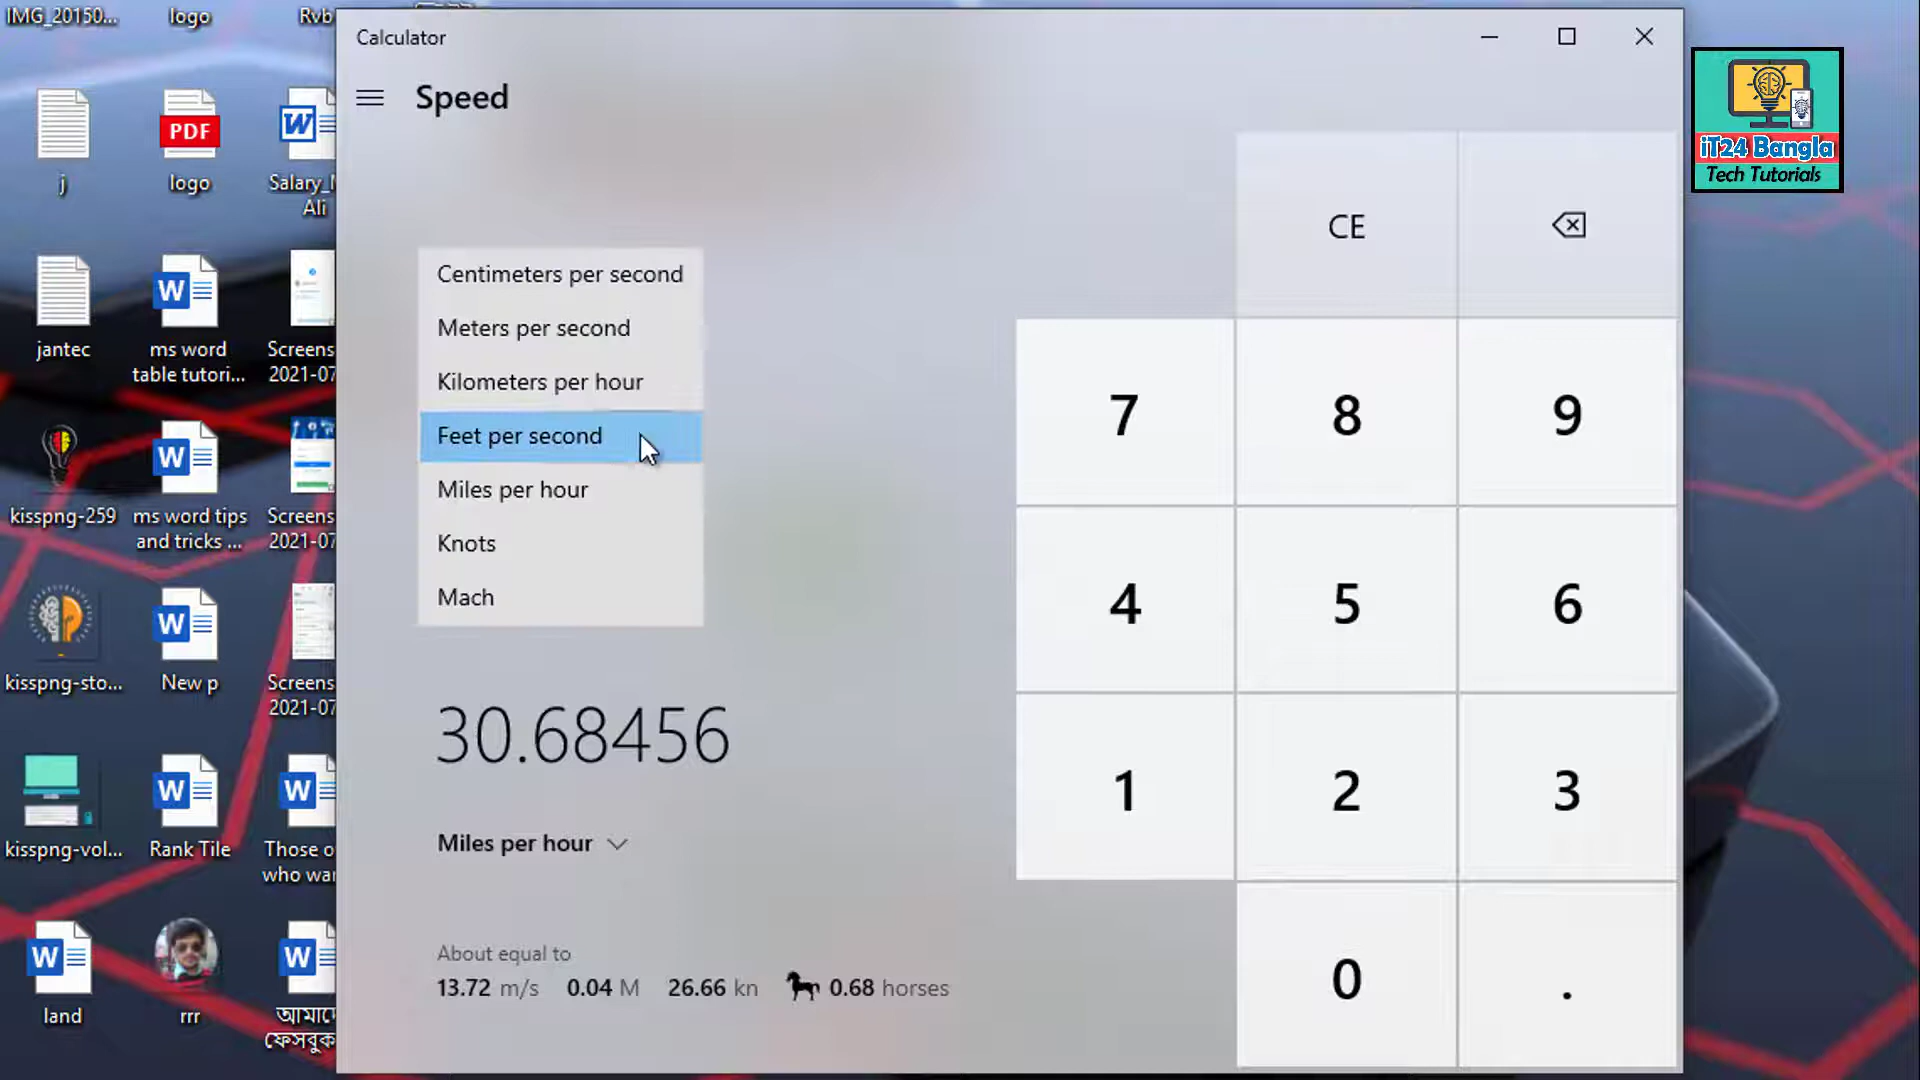 IMG_20150...
logo
Rvb
j
logo
Salary_
Ali
jantec
ms word
table tutori...
Screens
2021-07
kisspng-259
ms word tips
and tricks ...
Screens
2021-07
kisspng-sto...
New p
Screens
2021-07
kisspng-vol...
Rank Tile
Those o
who wan
land
rrr
ফেসবুক
PDF
Calculator
Speed
Centimeters per second
Meters per second
Kilometers per hour
Feet per second
Miles per hour
Knots
Mach
30.68456
Miles per hour
About equal to
13.72 m/s 0.04 M 26.66 kn 0.68 horses
CE
7 8 9
4 5 6
1 2 3
0 .
iT24 Bangla
Tech Tutorials